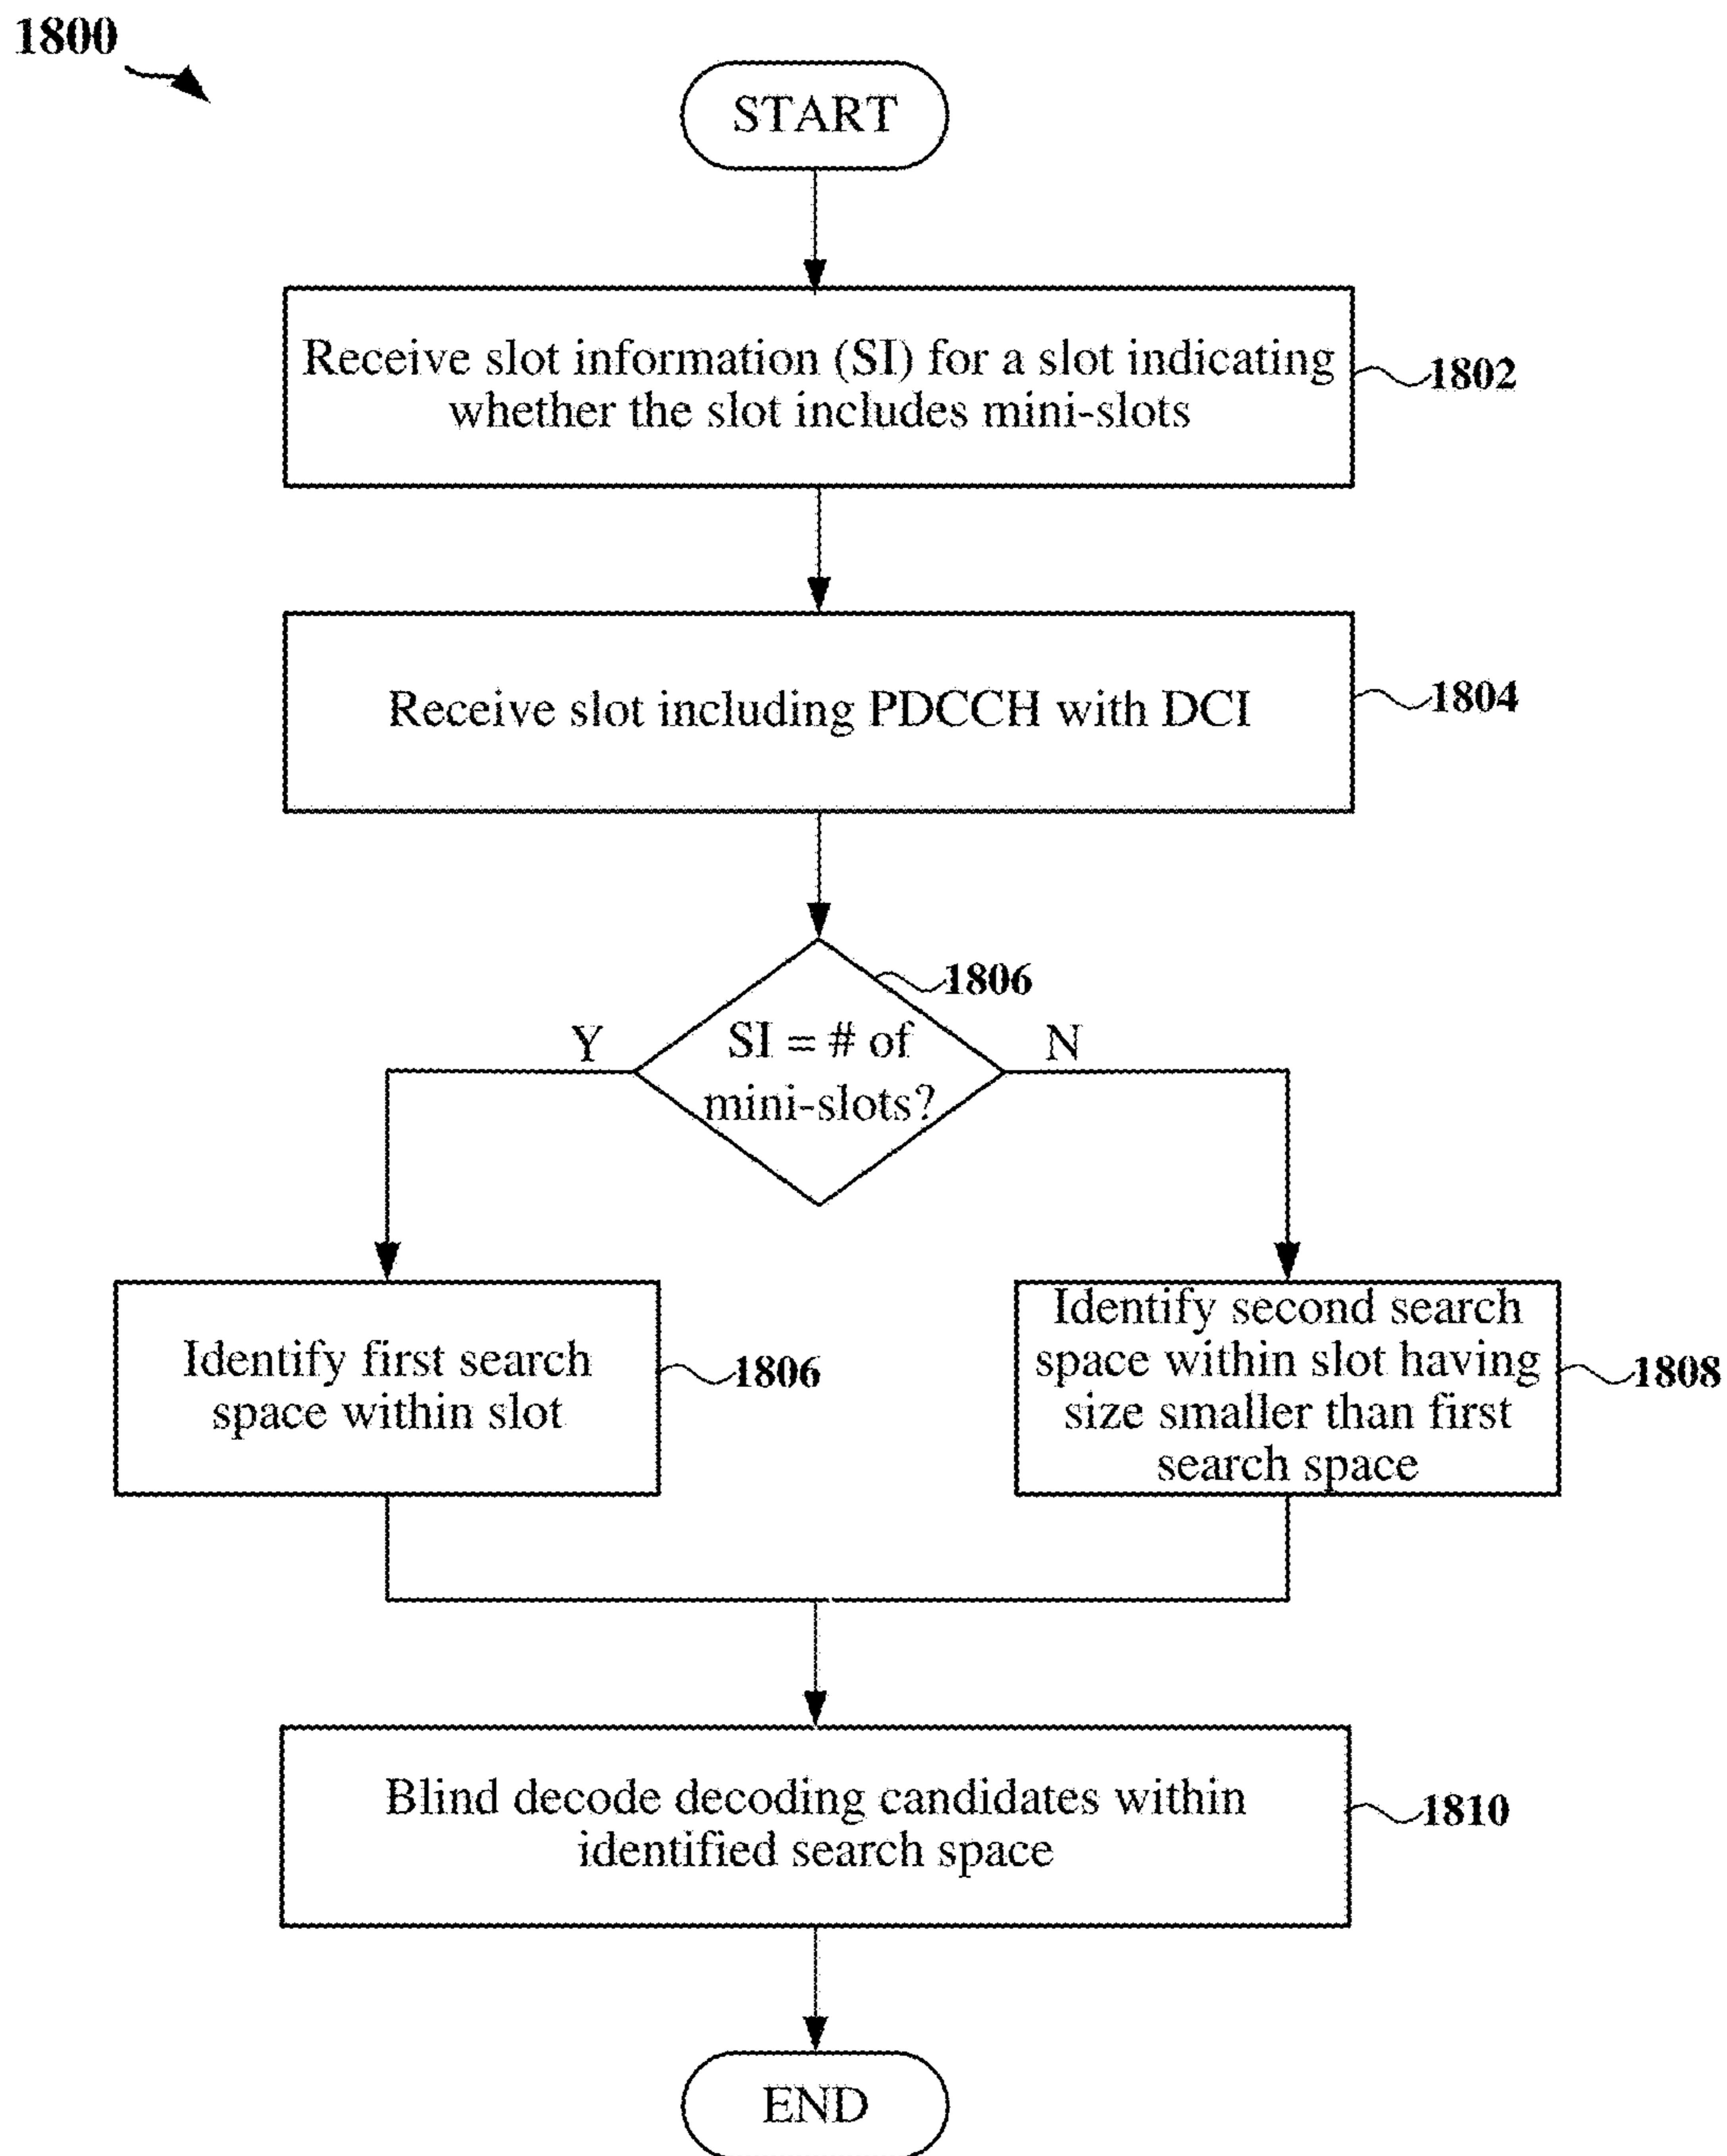 1800
START
Receive slot information (SI) for a slot indicating
whether the slot includes mini-slots
1802
Receive slot including PDCCH with DCI
1804
1806
Y
SI = # of
N
mini-slots?
Identify first search
space within slot
1806
Identify second search
space within slot having
size smaller than first
search space
1808
Blind decode decoding candidates within
identified search space
1810
END